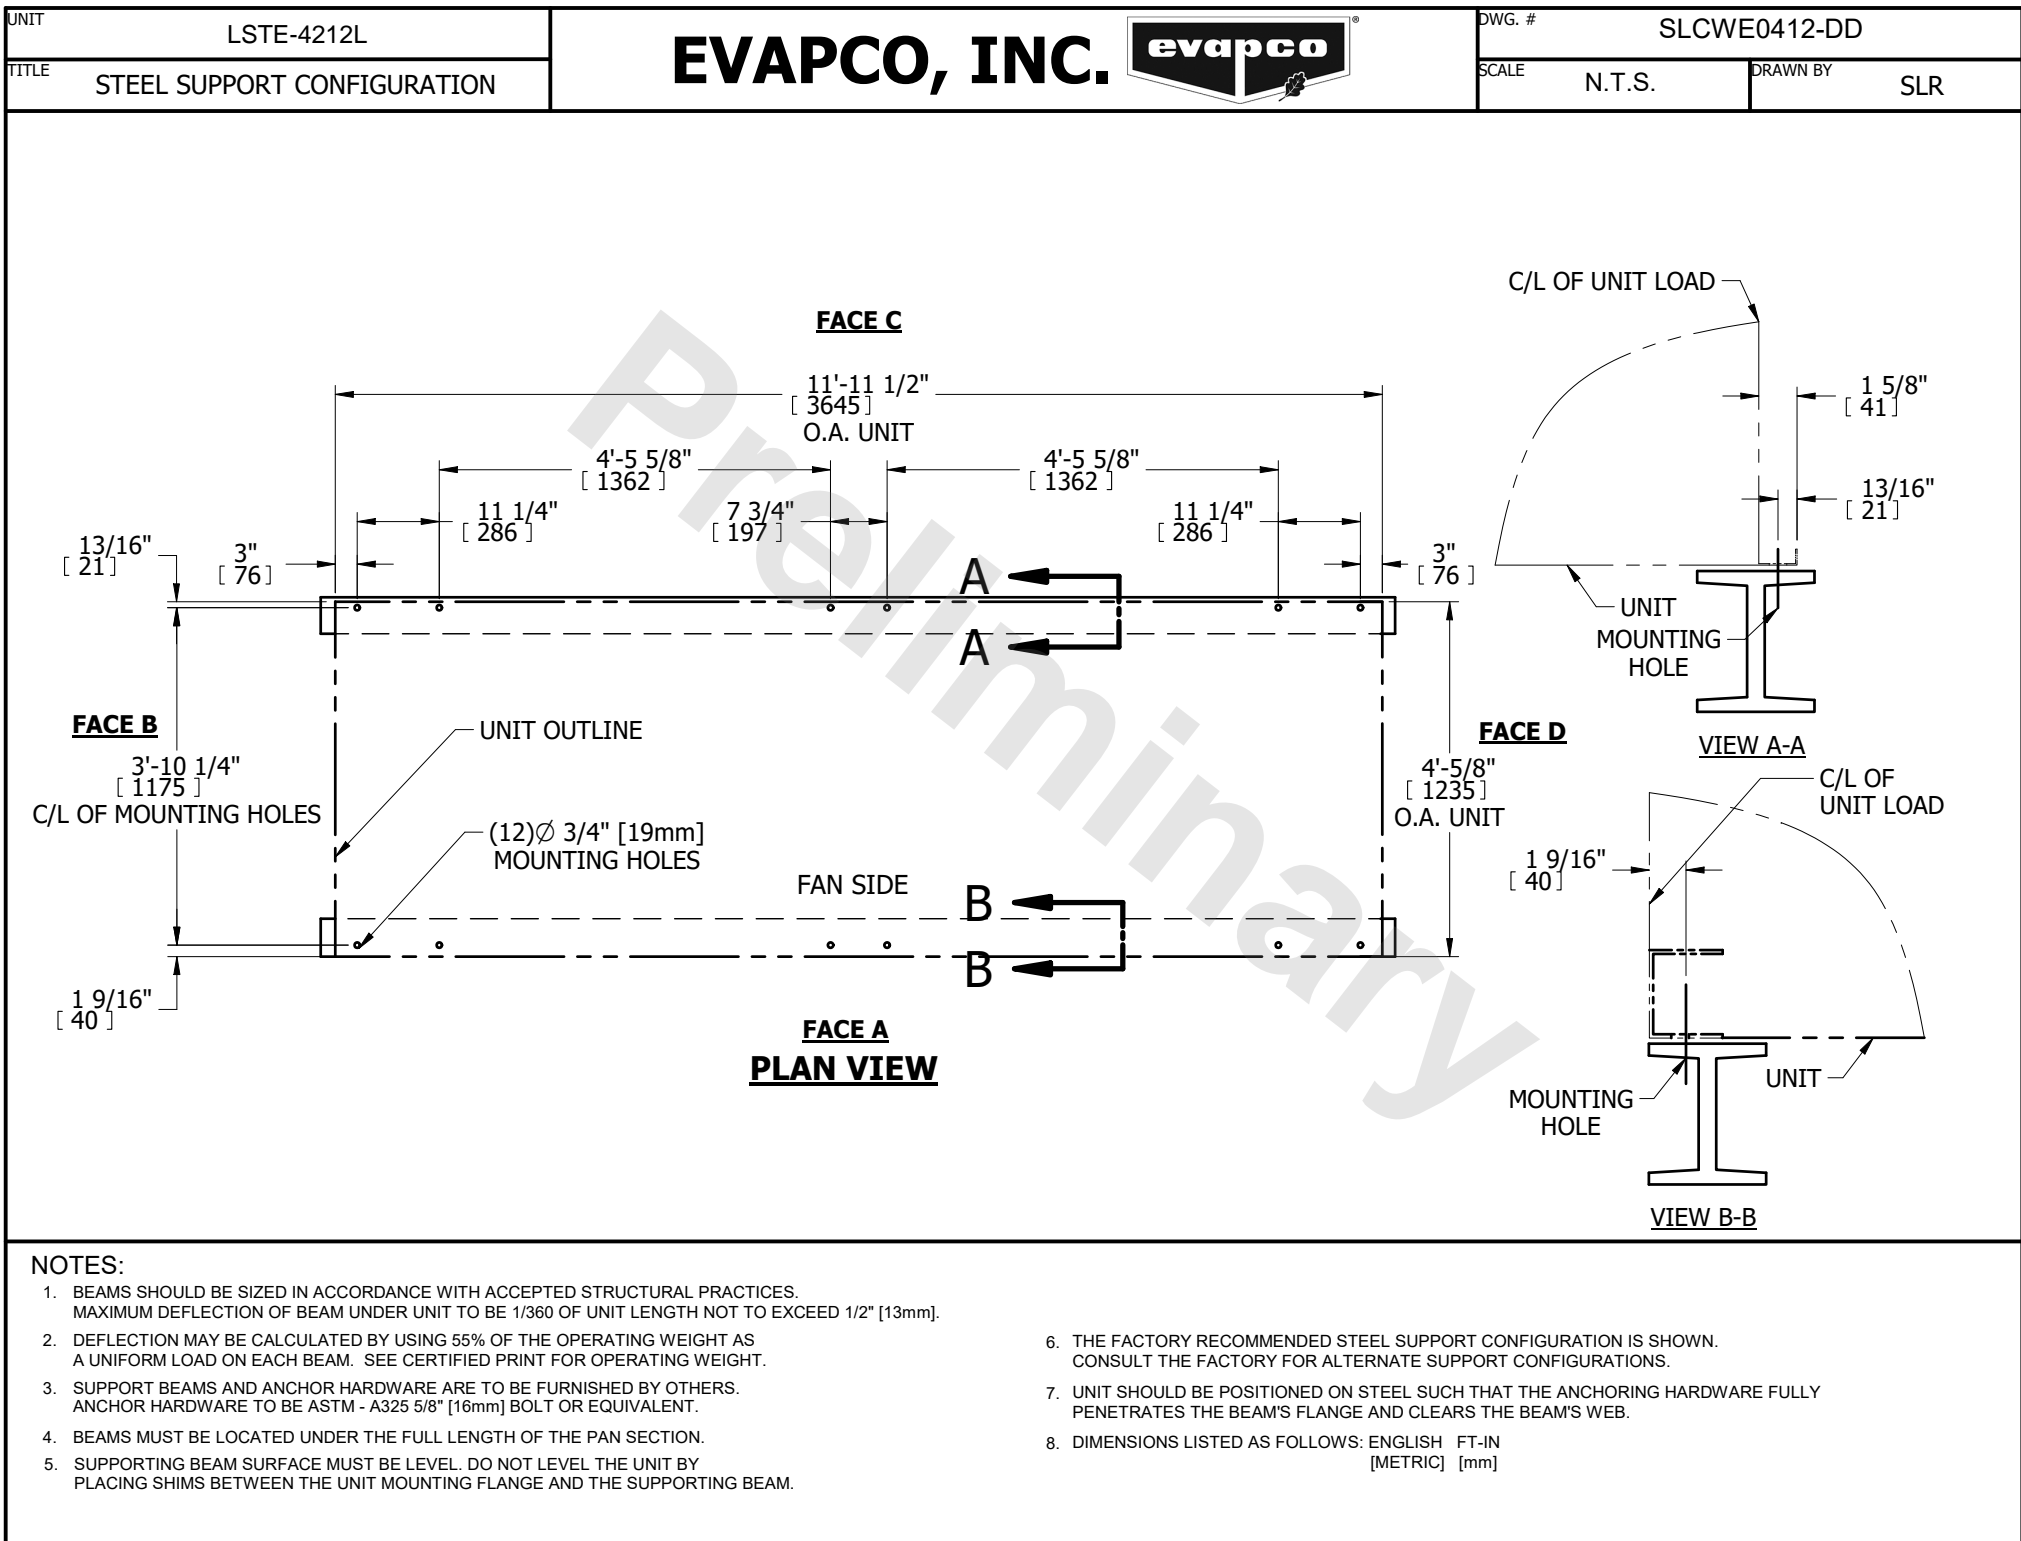 UNIT
LSTE-4212L
TITLE
STEEL SUPPORT CONFIGURATION
EVAPCO, INC.
evapco
®
DWG. #
SLCWE0412-DD
SCALE
N.T.S.
DRAWN BY
SLR
Preliminary
FACE C
11'-11 1/2"
[ 3645 ]
O.A. UNIT
4'-5 5/8"
[ 1362 ]
4'-5 5/8"
[ 1362 ]
11 1/4"
[ 286 ]
7 3/4"
[ 197 ]
11 1/4"
[ 286 ]
13/16"
[ 21 ]
3"
[ 76 ]
3"
[ 76 ]
A
A
FACE B
3'-10 1/4"
[ 1175 ]
C/L OF MOUNTING HOLES
UNIT OUTLINE
(12)∅ 3/4" [19mm]
MOUNTING HOLES
FAN SIDE
B
B
FACE D
4'-5/8"
[ 1235 ]
O.A. UNIT
1 9/16"
[ 40 ]
FACE A
PLAN VIEW
C/L OF UNIT LOAD
1 5/8"
[ 41 ]
13/16"
[ 21 ]
UNIT
MOUNTING
HOLE
VIEW A-A
C/L OF
UNIT LOAD
1 9/16"
[ 40 ]
UNIT
MOUNTING
HOLE
VIEW B-B
NOTES:
1. BEAMS SHOULD BE SIZED IN ACCORDANCE WITH ACCEPTED STRUCTURAL PRACTICES.
MAXIMUM DEFLECTION OF BEAM UNDER UNIT TO BE 1/360 OF UNIT LENGTH NOT TO EXCEED 1/2" [13mm].
2. DEFLECTION MAY BE CALCULATED BY USING 55% OF THE OPERATING WEIGHT AS
A UNIFORM LOAD ON EACH BEAM. SEE CERTIFIED PRINT FOR OPERATING WEIGHT.
3. SUPPORT BEAMS AND ANCHOR HARDWARE ARE TO BE FURNISHED BY OTHERS.
ANCHOR HARDWARE TO BE ASTM - A325 5/8" [16mm] BOLT OR EQUIVALENT.
4. BEAMS MUST BE LOCATED UNDER THE FULL LENGTH OF THE PAN SECTION.
5. SUPPORTING BEAM SURFACE MUST BE LEVEL. DO NOT LEVEL THE UNIT BY
PLACING SHIMS BETWEEN THE UNIT MOUNTING FLANGE AND THE SUPPORTING BEAM.
6. THE FACTORY RECOMMENDED STEEL SUPPORT CONFIGURATION IS SHOWN.
CONSULT THE FACTORY FOR ALTERNATE SUPPORT CONFIGURATIONS.
7. UNIT SHOULD BE POSITIONED ON STEEL SUCH THAT THE ANCHORING HARDWARE FULLY
PENETRATES THE BEAM'S FLANGE AND CLEARS THE BEAM'S WEB.
8. DIMENSIONS LISTED AS FOLLOWS: ENGLISH FT-IN
[METRIC] [mm]